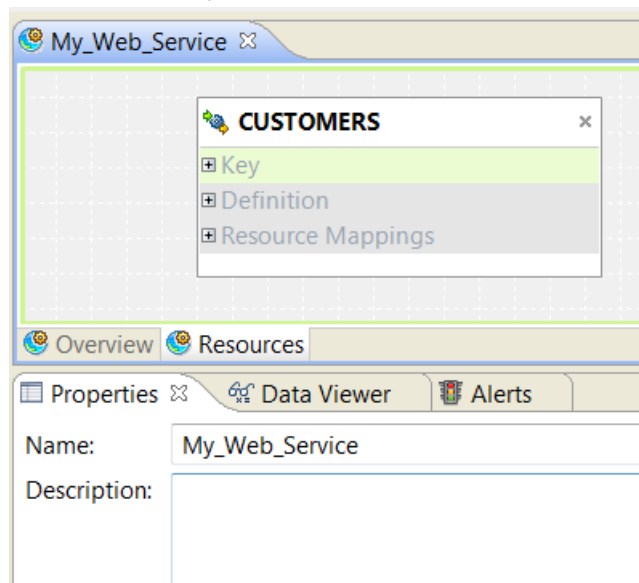 My_Web_Service
CUSTOMERS
Key
Definition
Resource Mappings
Overview Resources
Properties Data Viewer Alerts
Name: My_Web_Service
Description: